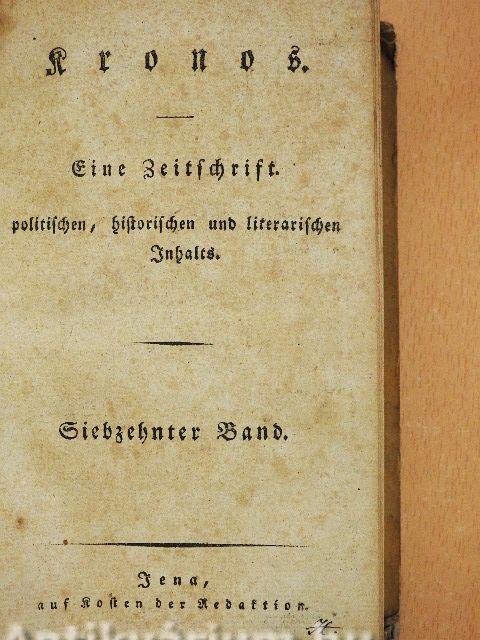 Kronos.
Eine Zeitschrift.
politischen, historischen und literarischen
Inhalts.
Siebzehnter Band.
Jena,
auf Kosten der Redaktion.